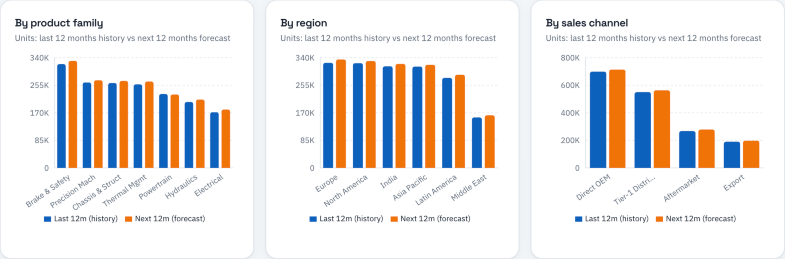 By product family
Units: last 12 months history vs next 12 months forecast
340K
255K
170K
85K
0
Brake & Safety
Precision Mach
Chassis & Struct
Thermal Mgmt
Powertrain
Hydraulics
Electrical
Last 12m (history)
Next 12m (forecast)
By region
Units: last 12 months history vs next 12 months forecast
340K
255K
170K
85K
0
Europe
North America
India
Asia Pacific
Latin America
Middle East
Last 12m (history)
Next 12m (forecast)
By sales channel
Units: last 12 months history vs next 12 months forecast
800K
600K
400K
200K
0
Direct OEM
Tier-1 Distri...
Aftermarket
Export
Last 12m (history)
Next 12m (forecast)